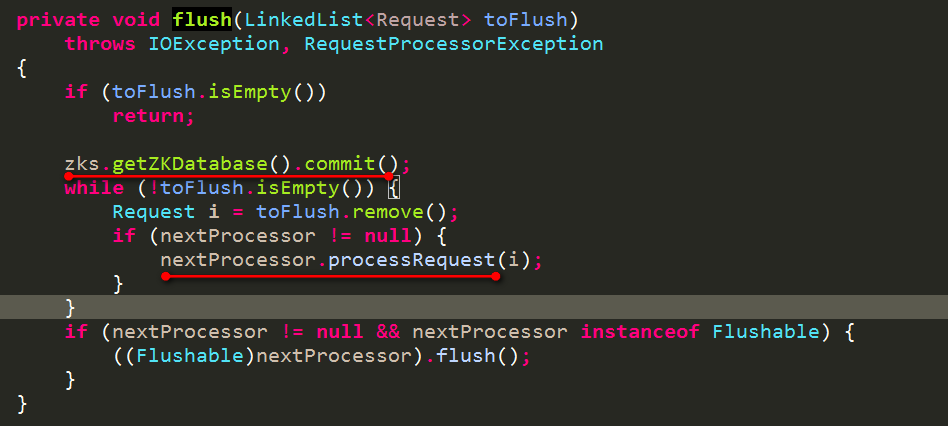 private void flush(LinkedList<Request> toFlush)
    throws IOException, RequestProcessorException
{
    if (toFlush.isEmpty())
        return;
    zks.getZKDatabase().commit();
    while (!toFlush.isEmpty()) {
        Request i = toFlush.remove();
        if (nextProcessor != null) {
            nextProcessor.processRequest(i);
        }
    }
    if (nextProcessor != null && nextProcessor instanceof Flushable) {
        ((Flushable)nextProcessor).flush();
    }
}